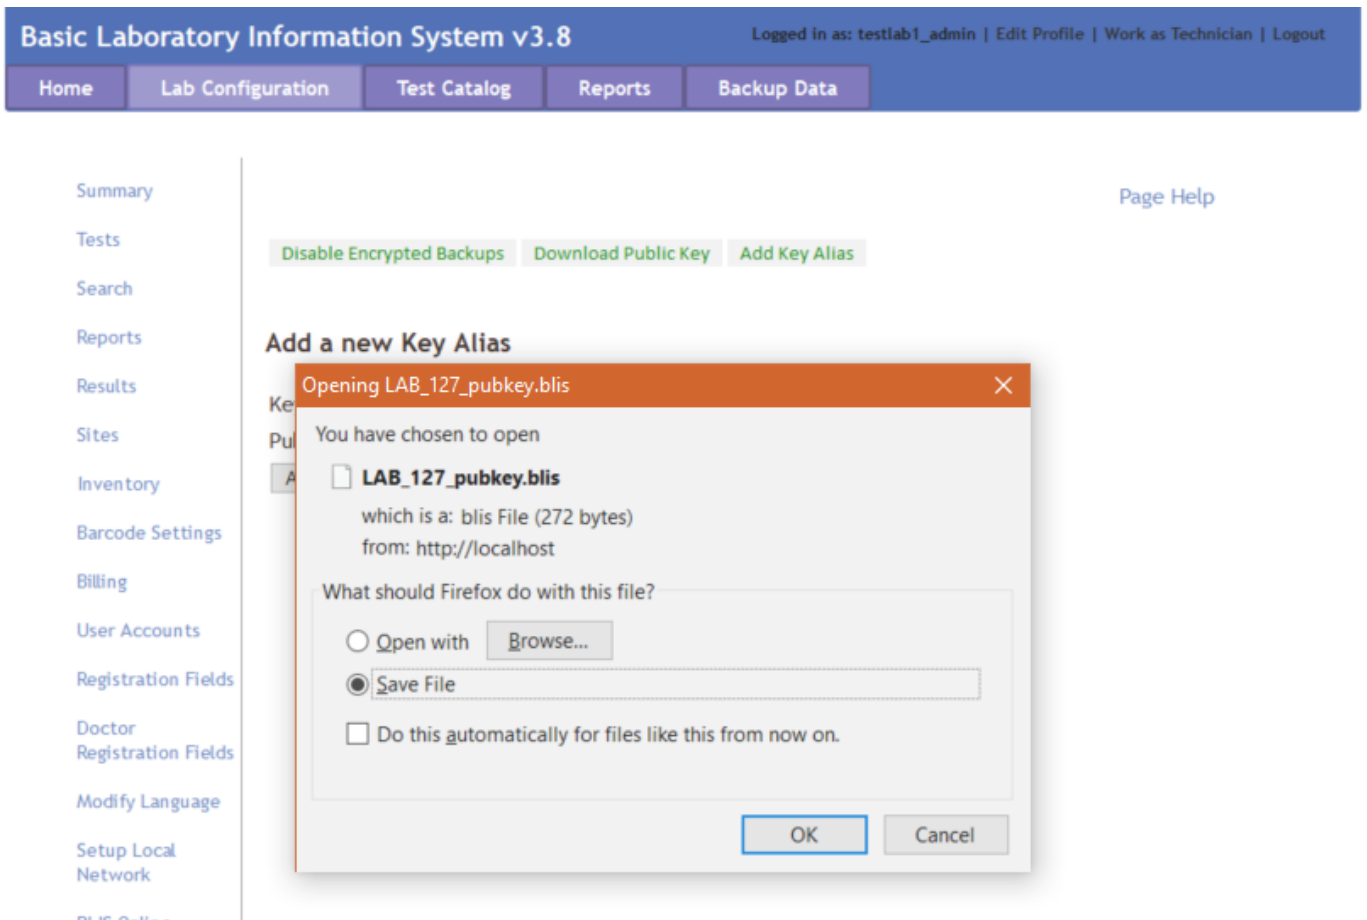 Basic Laboratory Information System v3.8
Logged in as: testlab1_admin | Edit Profile | Work as Technician | Logout
Home Lab Configuration Test Catalog Reports Backup Data
Summary
Page Help
Tests
Disable Encrypted Backups Download Public Key Add Key Alias
Search
Reports
Add a new Key Alias
Results
Opening LAB_127_pubkey.blis
Ke
Sites
Pul
You have chosen to open
Inventory
A
LAB_127_pubkey.blis
which is a: blis File (272 bytes)
Barcode Settings
from: http://localhost
Billing
What should Firefox do with this file?
User Accounts
Open with Browse...
Registration Fields
Save File
Doctor
Registration Fields
Do this automatically for files like this from now on.
Modify Language
OK Cancel
Setup Local
Network